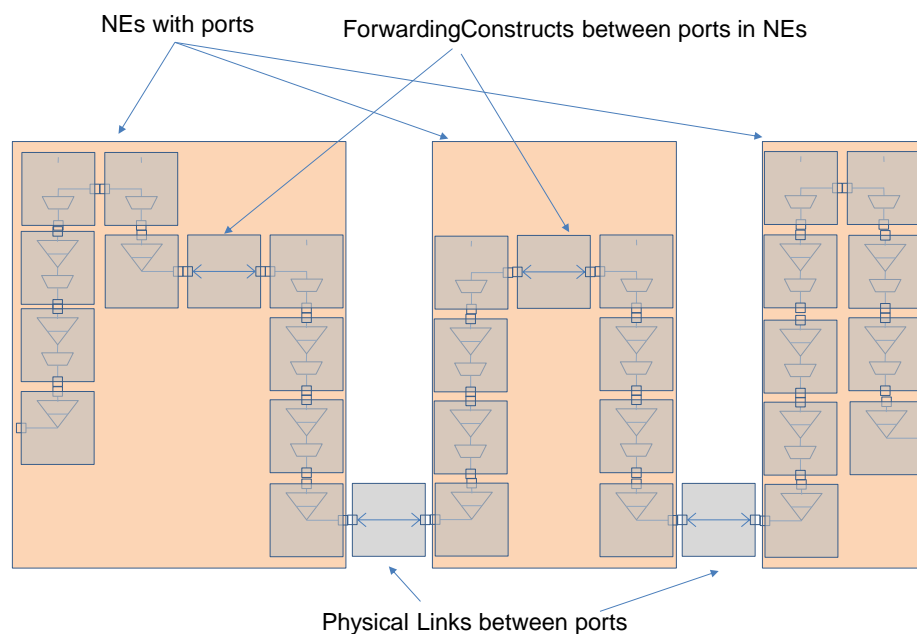 NEs with ports
ForwardingConstructs between ports in NEs
Physical Links between ports